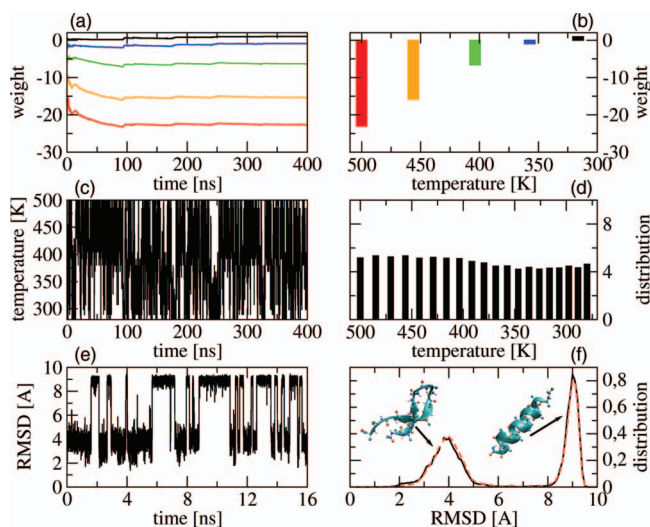 (a)
weight
0
-10
-20
-30
0 100 200 300 400
time [ns]
(b)
0
-10
-20
-30
weight
500 450 400 350 300
temperature [K]
(c)
temperature [K]
500
450
400
350
300
0 100 200 300 400
time [ns]
(d)
8
4
0
distribution
500 450 400 350 300
temperature [K]
(e)
RMSD [A]
10
8
6
4
2
0
0 4 8 12 16
time [ns]
(f)
0,8
0,6
0,4
0,2
0
distribution
0 2 4 6 8 10
RMSD [A]